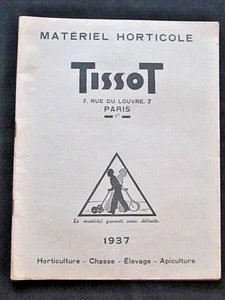 MATÉRIEL HORTICOLE
TISSOT
7, RUE DU LOUVRE, 7
PARIS
1er
Le matériel garanti sans défauts.
1937
Horticulture - Chasse - Élevage - Apiculture